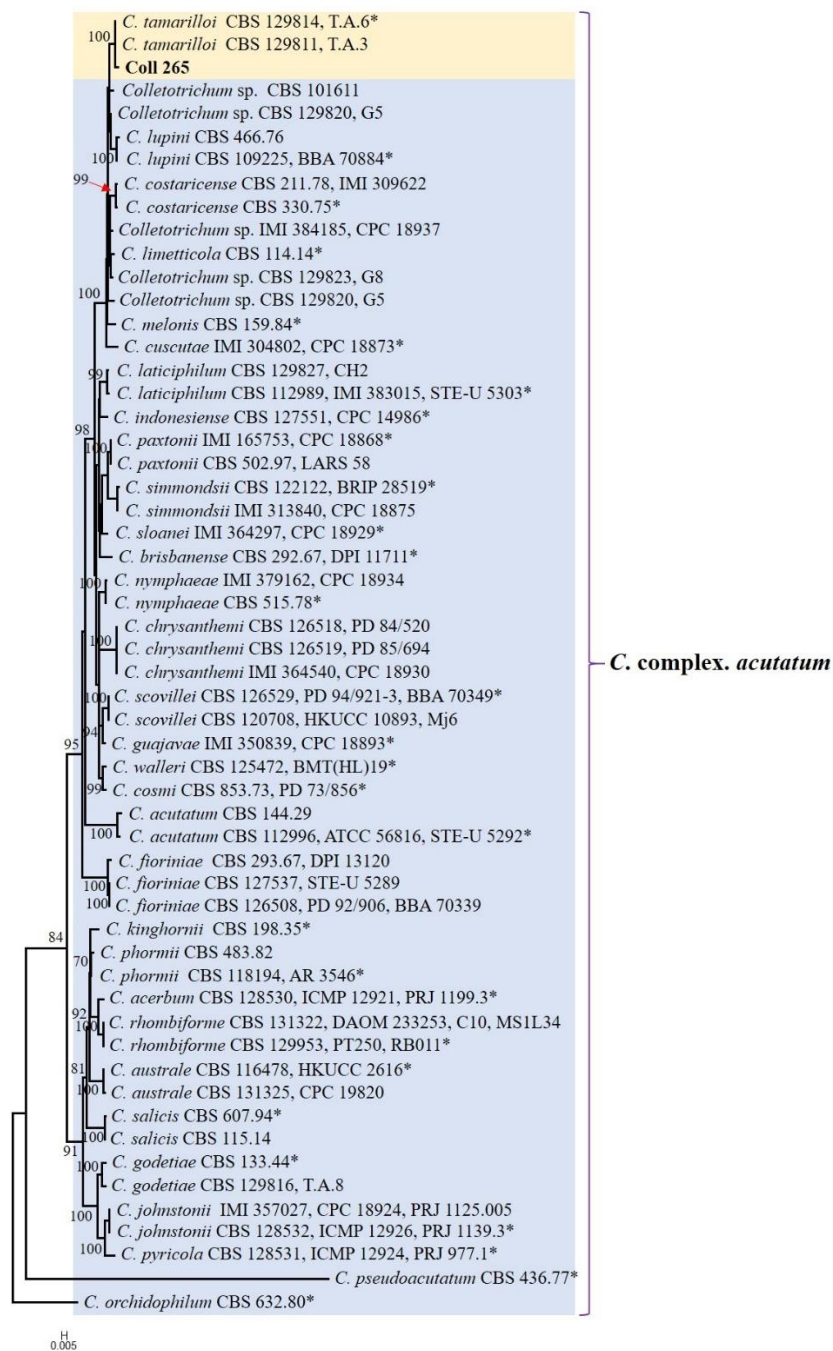 C. tamarilloi CBS 129814, T.A.6*
100
C. tamarilloi CBS 129811, T.A.3
Coll 265
Colletotrichum sp. CBS 101611
Colletotrichum sp. CBS 129820, G5
C. lupini CBS 466.76
100
C. lupini CBS 109225, BBA 70884*
99
C. costaricense CBS 211.78, IMI 309622
C. costaricense CBS 330.75*
Colletotrichum sp. IMI 384185, CPC 18937
C. limetticola CBS 114.14*
Colletotrichum sp. CBS 129823, G8
100
Colletotrichum sp. CBS 129820, G5
C. melonis CBS 159.84*
C. cuscutae IMI 304802, CPC 18873*
99
C. laticiphilum CBS 129827, CH2
C. laticiphilum CBS 112989, IMI 383015, STE-U 5303*
C. indonesiense CBS 127551, CPC 14986*
98
C. paxtonii IMI 165753, CPC 18868*
100
C. paxtonii CBS 502.97, LARS 58
C. simmondsii CBS 122122, BRIP 28519*
C. simmondsii IMI 313840, CPC 18875
C. sloanei IMI 364297, CPC 18929*
C. brisbanense CBS 292.67, DPI 11711*
100
C. nymphaeae IMI 379162, CPC 18934
C. nymphaeae CBS 515.78*
C. chrysanthemi CBS 126518, PD 84/520
100
C. chrysanthemi CBS 126519, PD 85/694
C. chrysanthemi IMI 364540, CPC 18930
C. complex. acutatum
100
C. scovillei CBS 126529, PD 94/921-3, BBA 70349*
C. scovillei CBS 120708, HKUCC 10893, Mj6
94
C. guajavae IMI 350839, CPC 18893*
95
C. walleri CBS 125472, BMT(HL)19*
99
C. cosmi CBS 853.73, PD 73/856*
C. acutatum CBS 144.29
100
C. acutatum CBS 112996, ATCC 56816, STE-U 5292*
C. fioriniae CBS 293.67, DPI 13120
100
C. fioriniae CBS 127537, STE-U 5289
100
C. fioriniae CBS 126508, PD 92/906, BBA 70339
84
C. kinghornii CBS 198.35*
C. phormii CBS 483.82
70
C. phormii CBS 118194, AR 3546*
C. acerbum CBS 128530, ICMP 12921, PRJ 1199.3*
92
100
C. rhombiforme CBS 131322, DAOM 233253, C10, MS1L34
C. rhombiforme CBS 129953, PT250, RB011*
81
C. australe CBS 116478, HKUCC 2616*
100
C. australe CBS 131325, CPC 19820
C. salicis CBS 607.94*
100
C. salicis CBS 115.14
91
100
C. godetiae CBS 133.44*
C. godetiae CBS 129816, T.A.8
100
C. johnstonii IMI 357027, CPC 18924, PRJ 1125.005
C. johnstonii CBS 128532, ICMP 12926, PRJ 1139.3*
100
C. pyricola CBS 128531, ICMP 12924, PRJ 977.1*
C. pseudoacutatum CBS 436.77*
C. orchidophilum CBS 632.80*
0.005